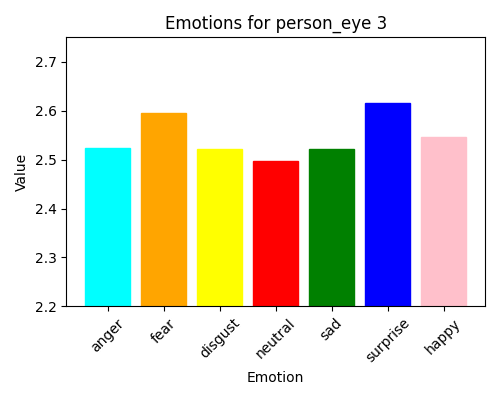 Emotions for person_eye 3
Value
2.7
2.6
2.5
2.4
2.3
2.2
anger fear disgust neutral sad surprise happy
Emotion